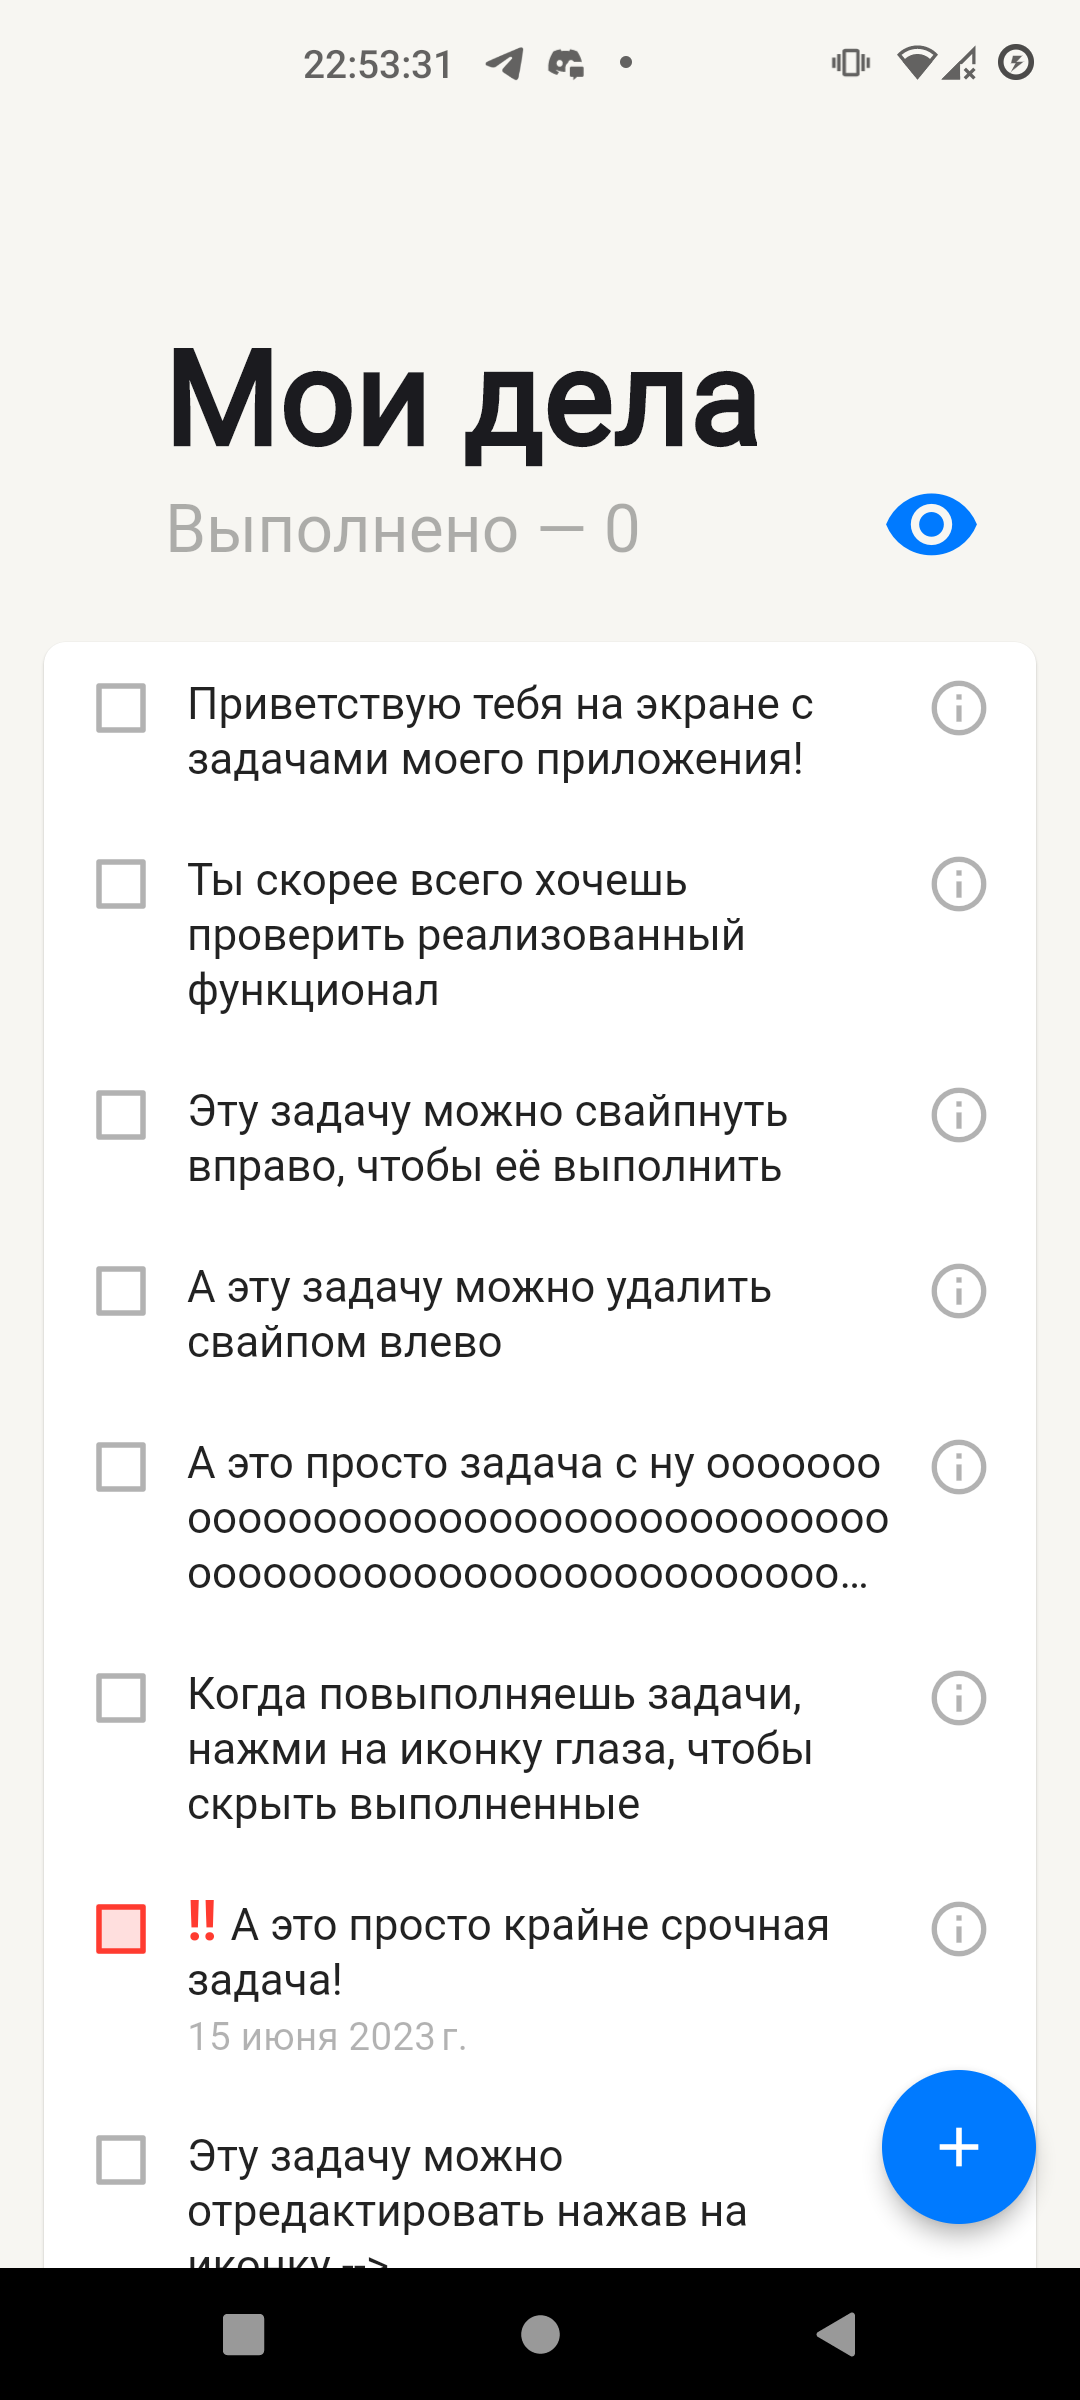 22:53:31
Мои дела
Выполнено — 0
Приветствую тебя на экране с
задачами моего приложения!
Ты скорее всего хочешь
проверить реализованный
функционал
Эту задачу можно свайпнуть
вправо, чтобы её выполнить
А эту задачу можно удалить
свайпом влево
А это просто задача с ну ооооооо
оооооооооооооооооооооооооооо
оооооооооооооооооооооооооо...
Когда повыполняешь задачи,
нажми на иконку глаза, чтобы
скрыть выполненные
!! А это просто крайне срочная
задача!
15 июня 2023 г.
Эту задачу можно
отредактировать нажав на
иконку -->